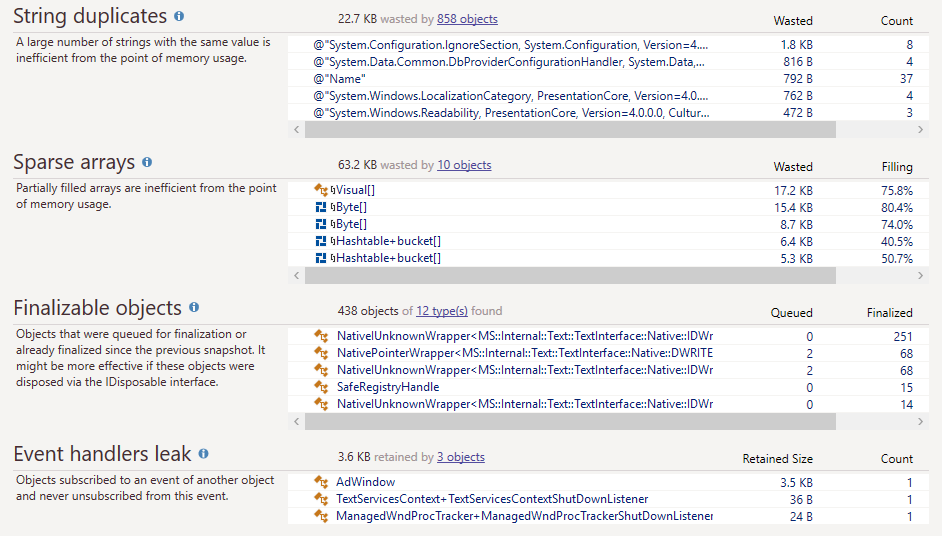 String duplicates
22.7 KB wasted by 858 objects Wasted Count
A large number of strings with the same value is
inefficient from the point of memory usage.
@"System.Configuration.IgnoreSection, System.Configuration, Version=4.... 1.8 KB 8
@"System.Data.Common.DbProviderConfigurationHandler, System.Data,... 816 B 4
@"Name" 792 B 37
@"System.Windows.LocalizationCategory, PresentationCore, Version=4.0.... 762 B 4
@"System.Windows.Readability, PresentationCore, Version=4.0.0.0, Cultur... 472 B 3
Sparse arrays
63.2 KB wasted by 10 objects Wasted Filling
Partially filled arrays are inefficient from the point
of memory usage.
Visual[] 17.2 KB 75.8%
Byte[] 15.4 KB 80.4%
Byte[] 8.7 KB 74.0%
Hashtable+bucket[] 6.4 KB 40.5%
Hashtable+bucket[] 5.3 KB 50.7%
Finalizable objects
438 objects of 12 type(s) found Queued Finalized
Objects that were queued for finalization or
already finalized since the previous snapshot. It
might be more effective if these objects were
disposed via the IDisposable interface.
NativeIUnknownWrapper<MS::Internal::Text::TextInterface::Native::IDWr 0 251
NativePointerWrapper<MS::Internal::Text::TextInterface::Native::DWRITE 2 68
NativeIUnknownWrapper<MS::Internal::Text::TextInterface::Native::IDWr 2 68
SafeRegistryHandle 0 15
NativeIUnknownWrapper<MS::Internal::Text::TextInterface::Native::IDWr 0 14
Event handlers leak
3.6 KB retained by 3 objects Retained Size Count
Objects subscribed to an event of another object
and never unsubscribed from this event.
AdWindow 3.5 KB 1
TextServicesContext+TextServicesContextShutDownListener 36 B 1
ManagedWndProcTracker+ManagedWndProcTrackerShutDownListener 24 B 1